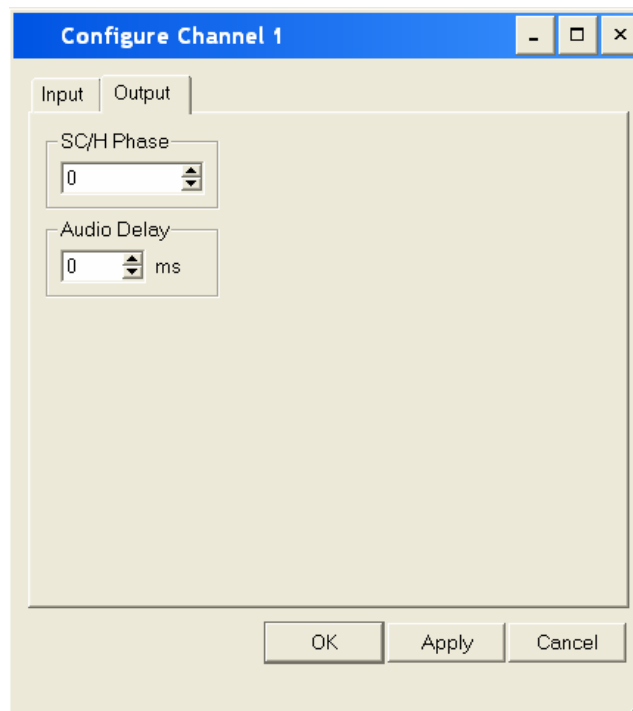 Configure Channel 1
Input Output
SC/H Phase
0
Audio Delay
0 ms
OK Apply Cancel